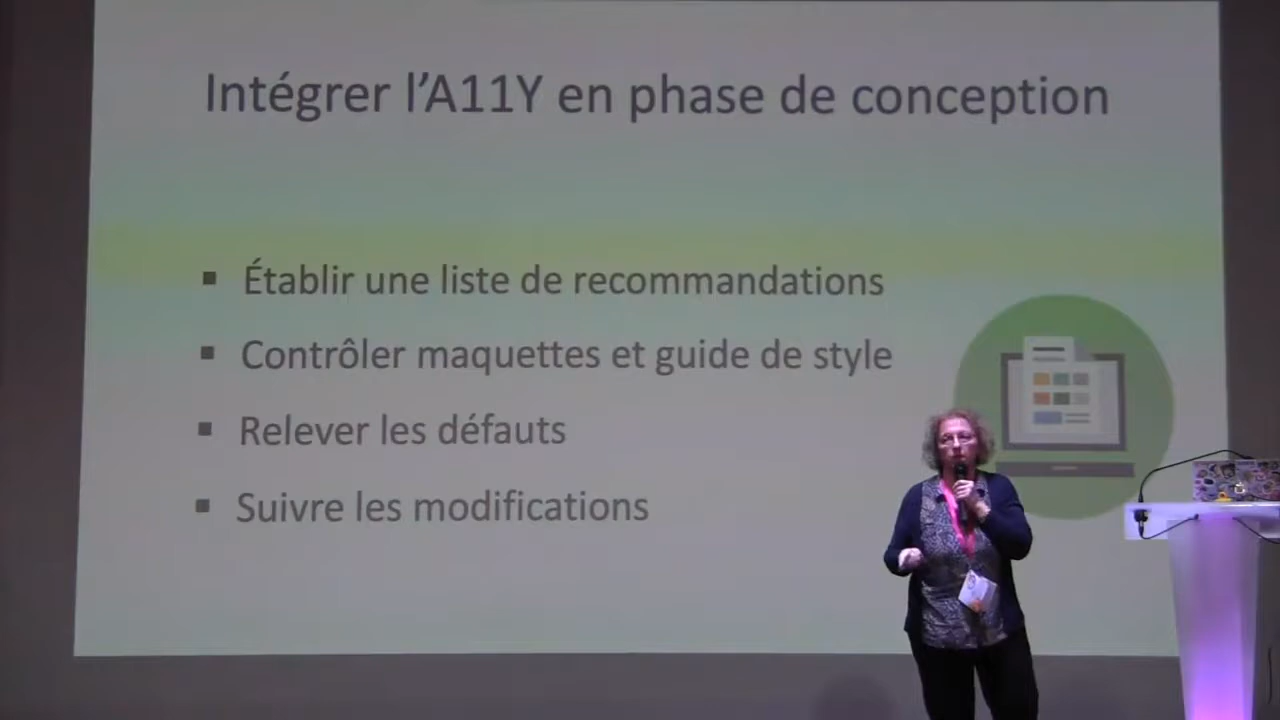 Intégrer l’A11Y en phase de conception
▪ Établir une liste de recommandations
▪ Contrôler maquettes et guide de style
▪ Relever les défauts
▪ Suivre les modifications